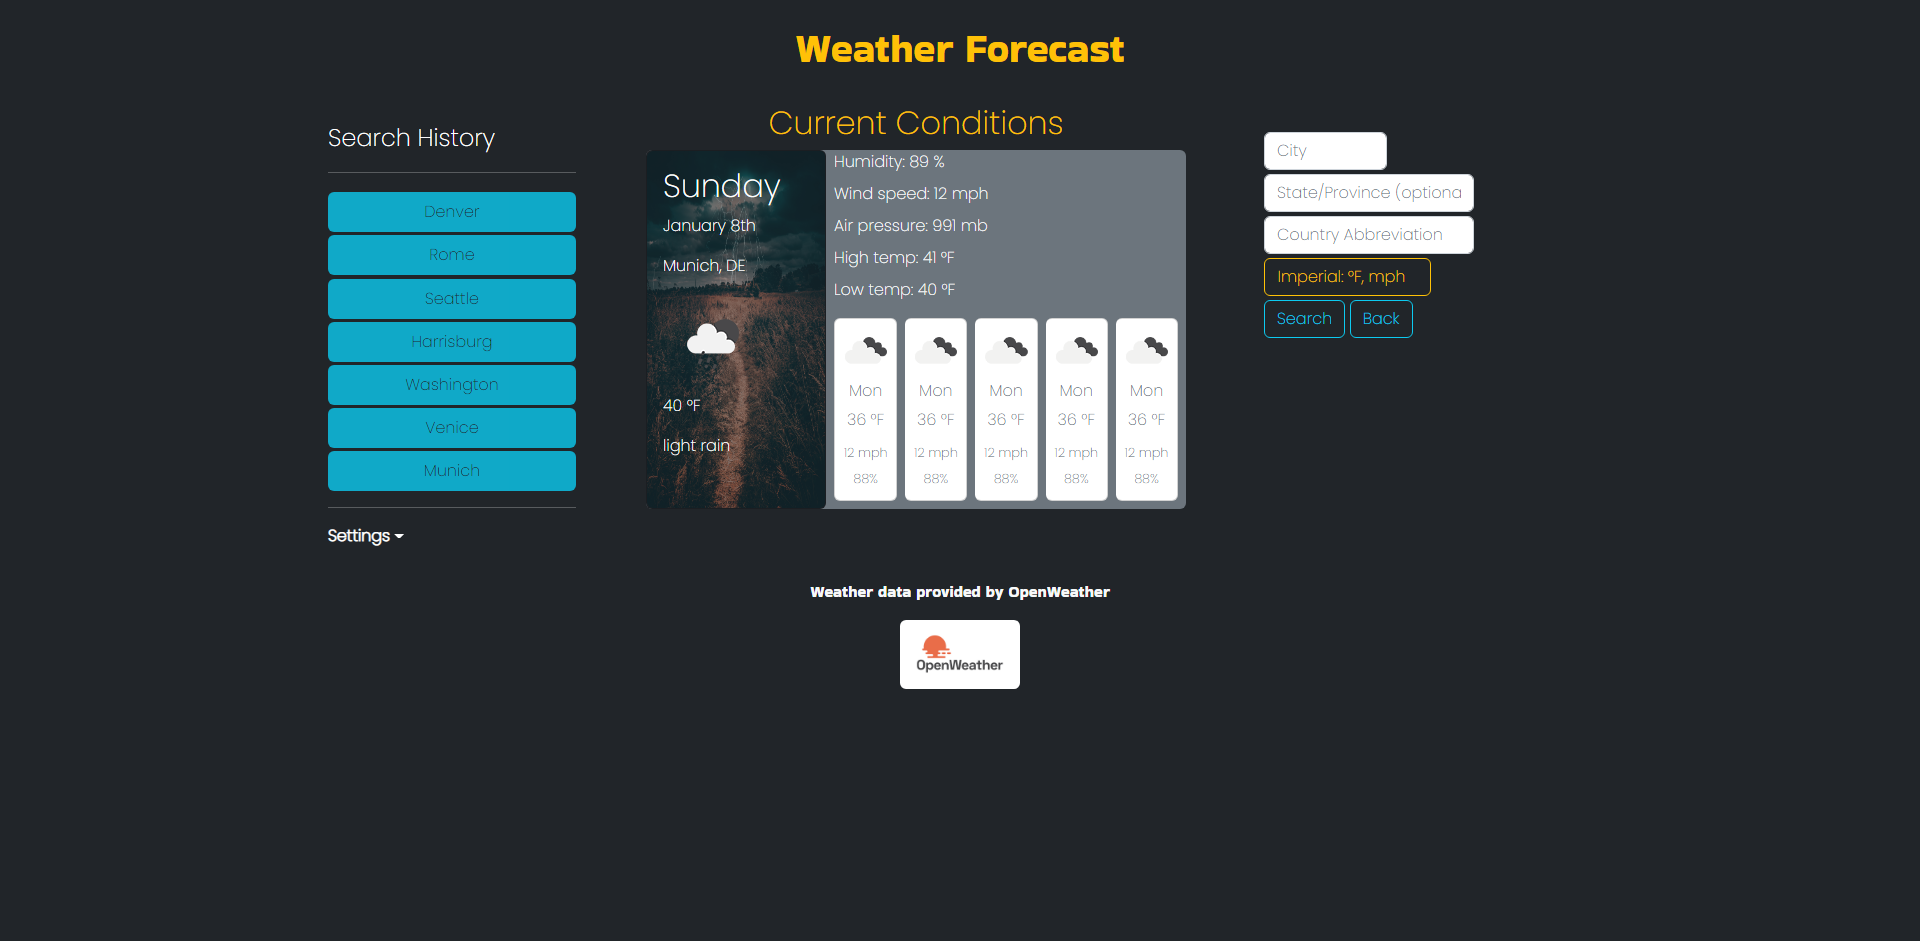 Weather Forecast
Search History
Denver
Rome
Seattle
Harrisburg
Washington
Venice
Munich
Settings
Current Conditions
Sunday
January 8th
Munich, DE
40 °F
light rain
Humidity: 89 %
Wind speed: 12 mph
Air pressure: 991 mb
High temp: 41 °F
Low temp: 40 °F
Mon
36 °F
12 mph
88%
Mon
36 °F
12 mph
88%
Mon
36 °F
12 mph
88%
Mon
36 °F
12 mph
88%
Mon
36 °F
12 mph
88%
City
State/Province (optiona
Country Abbreviation
Imperial: °F, mph
Search Back
Weather data provided by OpenWeather
OpenWeather